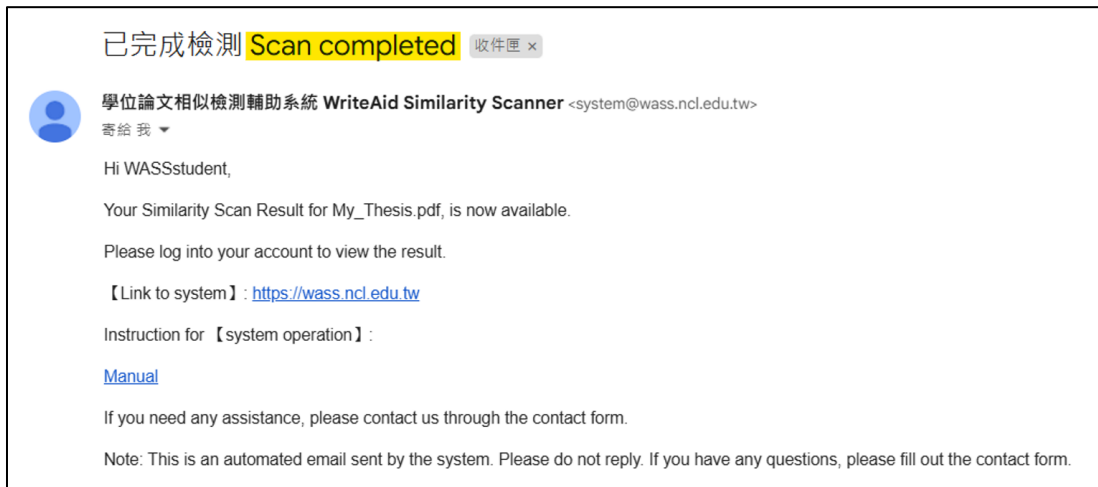 已完成檢測 Scan completed 收件匣 ×
學位論文相似檢測輔助系統 WriteAid Similarity Scanner <system@wass.ncl.edu.tw>
寄給 我
Hi WASSstudent,
Your Similarity Scan Result for My_Thesis.pdf, is now available.
Please log into your account to view the result.
【Link to system】: https://wass.ncl.edu.tw
Instruction for 【system operation】:
Manual
If you need any assistance, please contact us through the contact form.
Note: This is an automated email sent by the system. Please do not reply. If you have any questions, please fill out the contact form.